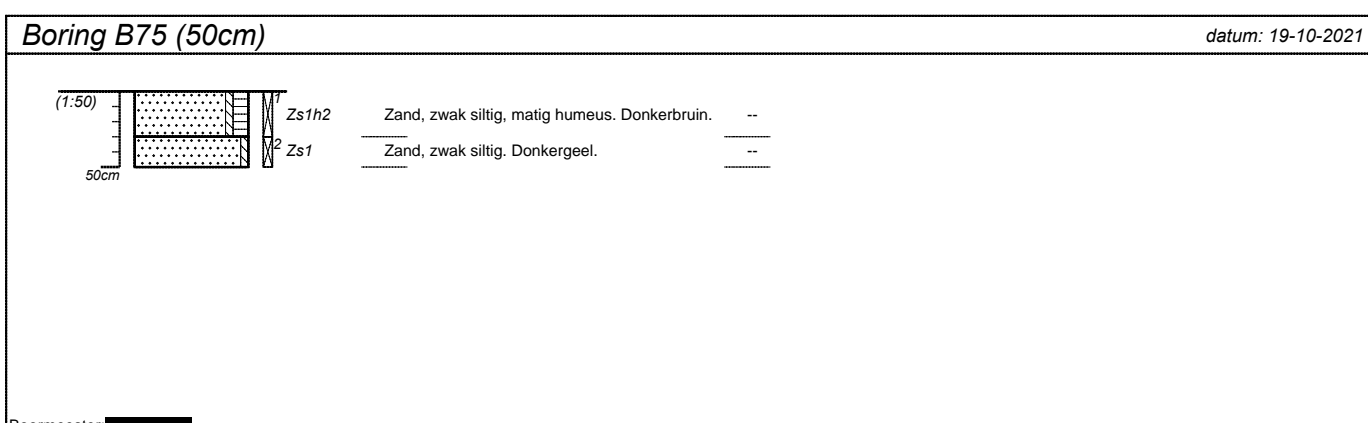 Boring B75 (50cm) datum: 19-10-2021
(1:50) 1 Zs1h2 Zand, zwak siltig, matig humeus. Donkerbruin. --
2 Zs1 Zand, zwak siltig. Donkergeel. --
50cm